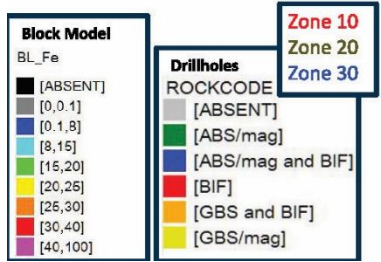 Block Model
BL_Fe
[ABSENT]
[0,0.1]
[0.1,8]
[8,15]
[15,20]
[20,25]
[25,30]
[30,40]
[40,100]
Drillholes
ROCKCODE
[ABSENT]
[ABS/mag]
[ABS/mag and BIF]
[BIF]
[GBS and BIF]
[GBS/mag]
Zone 10
Zone 20
Zone 30